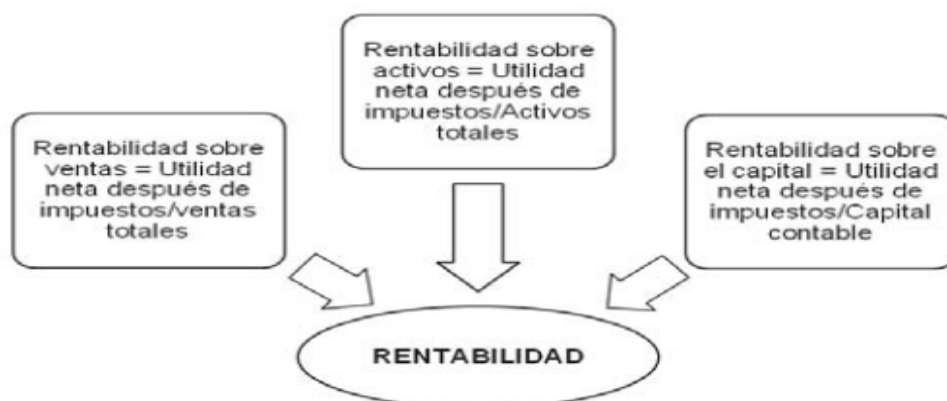 Rentabilidad sobre
ventas = Utilidad
neta después de
impuestos/ventas
totales
Rentabilidad sobre
activos = Utilidad
neta después de
impuestos/Activos
totales
Rentabilidad sobre
el capital = Utilidad
neta después de
impuestos/Capital
contable
RENTABILIDAD